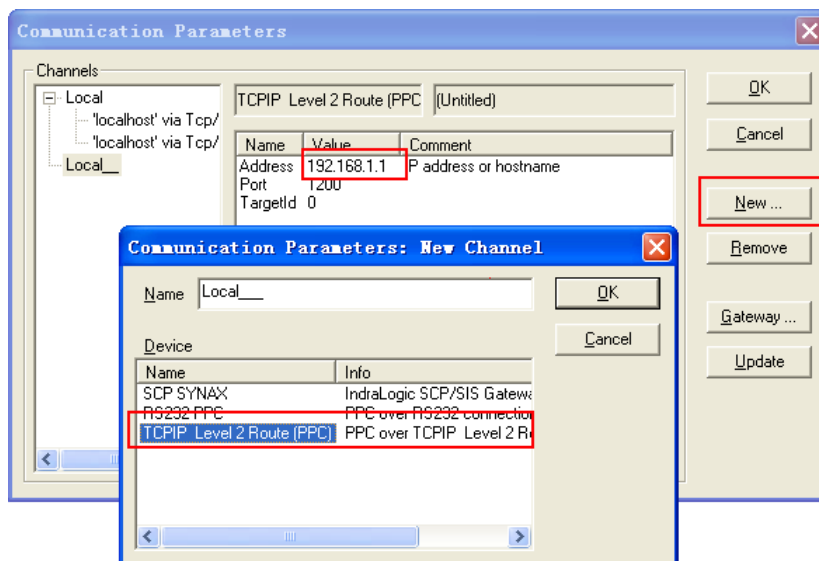 Communication Parameters
Channels
Local
'localhost' via Tcp/
'localhost' via Tcp/
Local__
TCPIP Level 2 Route (PPC
(Untitled)
Name Value Comment
Address 192.168.1.1 P address or hostname
Port 1200
TargetId 0
OK
Cancel
New ...
Remove
Gateway ...
Update
Communication Parameters: New Channel
Name Local___
OK
Cancel
Device
Name Info
SCP SYNAX IndraLogic SCP/SIS Gatewa
RS232 PPC PPC over RS232 connection
TCPIP Level 2 Route (PPC) PPC over TCPIP Level 2 Ro